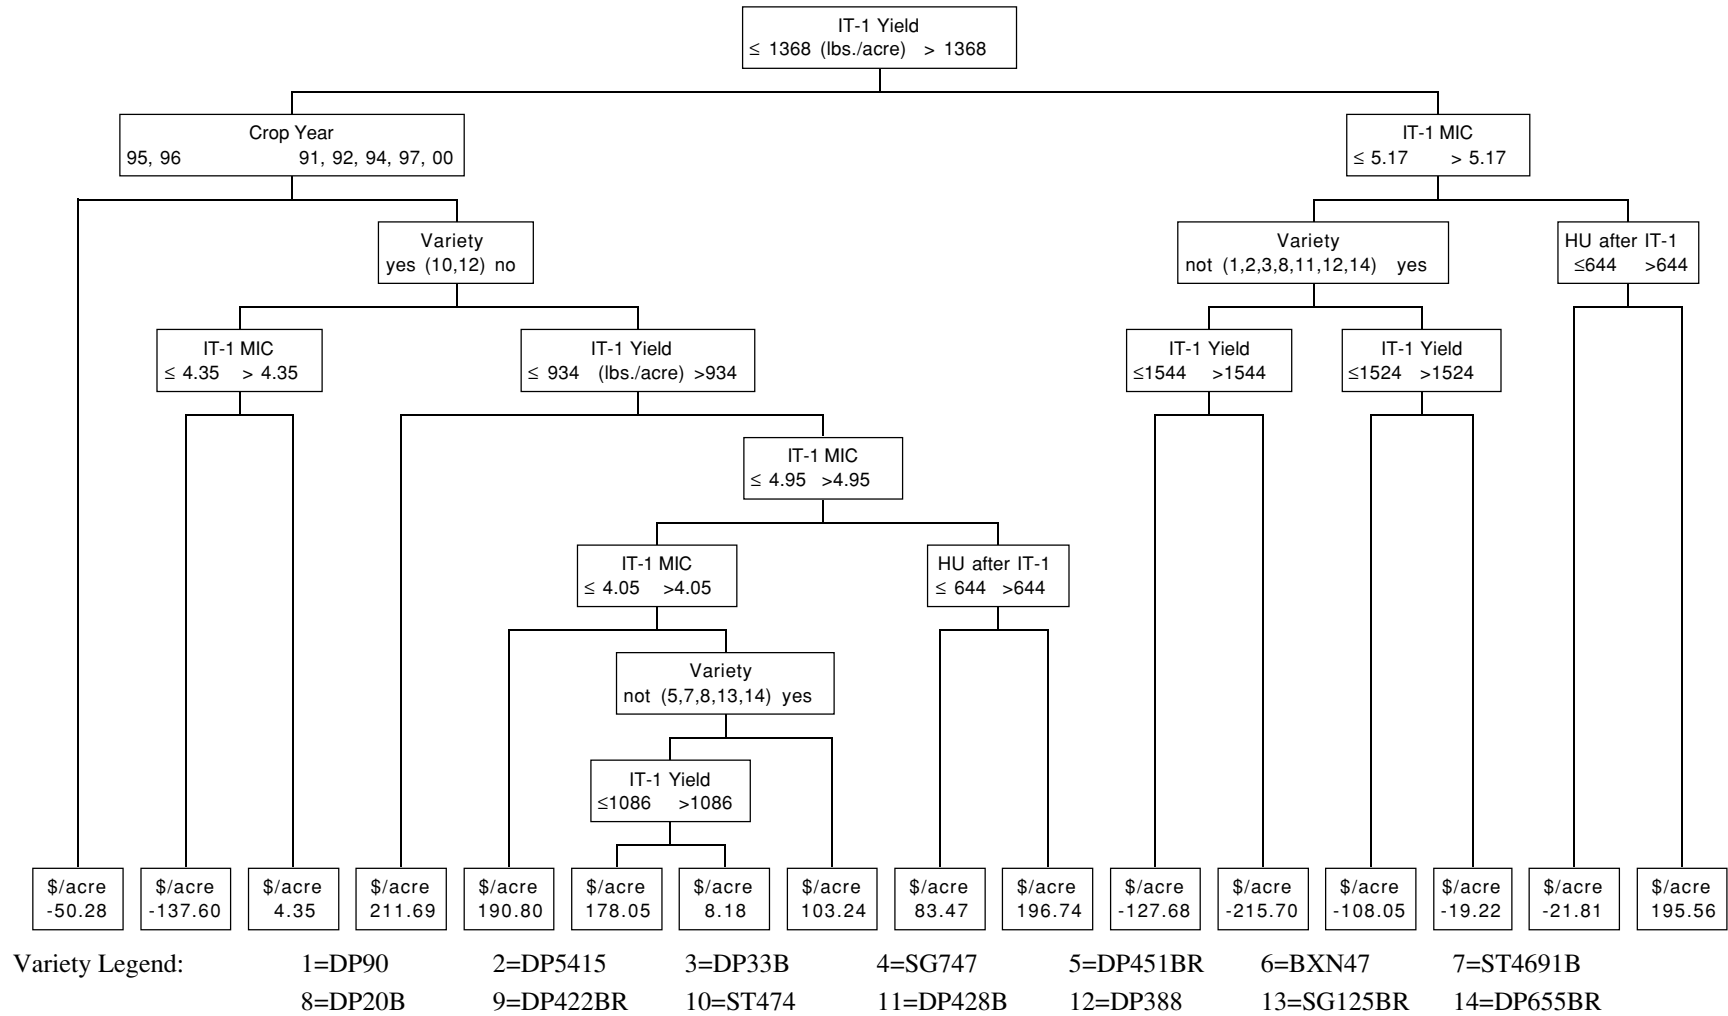 IT-1 Yield
≤ 1368 (lbs./acre) > 1368
Crop Year
95, 96 91, 92, 94, 97, 00
IT-1 MIC
≤ 5.17 > 5.17
Variety
yes (10,12) no
Variety
not (1,2,3,8,11,12,14) yes
HU after IT-1
≤644 >644
IT-1 MIC
≤ 4.35 > 4.35
IT-1 Yield
≤ 934 (lbs./acre) >934
IT-1 Yield
≤1544 >1544
IT-1 Yield
≤1524 >1524
IT-1 MIC
≤ 4.95 >4.95
IT-1 MIC
≤ 4.05 >4.05
HU after IT-1
≤ 644 >644
Variety
not (5,7,8,13,14) yes
IT-1 Yield
≤1086 >1086
$/acre
-50.28
$/acre
-137.60
$/acre
4.35
$/acre
211.69
$/acre
190.80
$/acre
178.05
$/acre
8.18
$/acre
103.24
$/acre
83.47
$/acre
196.74
$/acre
-127.68
$/acre
-215.70
$/acre
-108.05
$/acre
-19.22
$/acre
-21.81
$/acre
195.56
Variety Legend: 1=DP90 2=DP5415 3=DP33B 4=SG747 5=DP451BR 6=BXN47 7=ST4691B
8=DP20B 9=DP422BR 10=ST474 11=DP428B 12=DP388 13=SG125BR 14=DP655BR